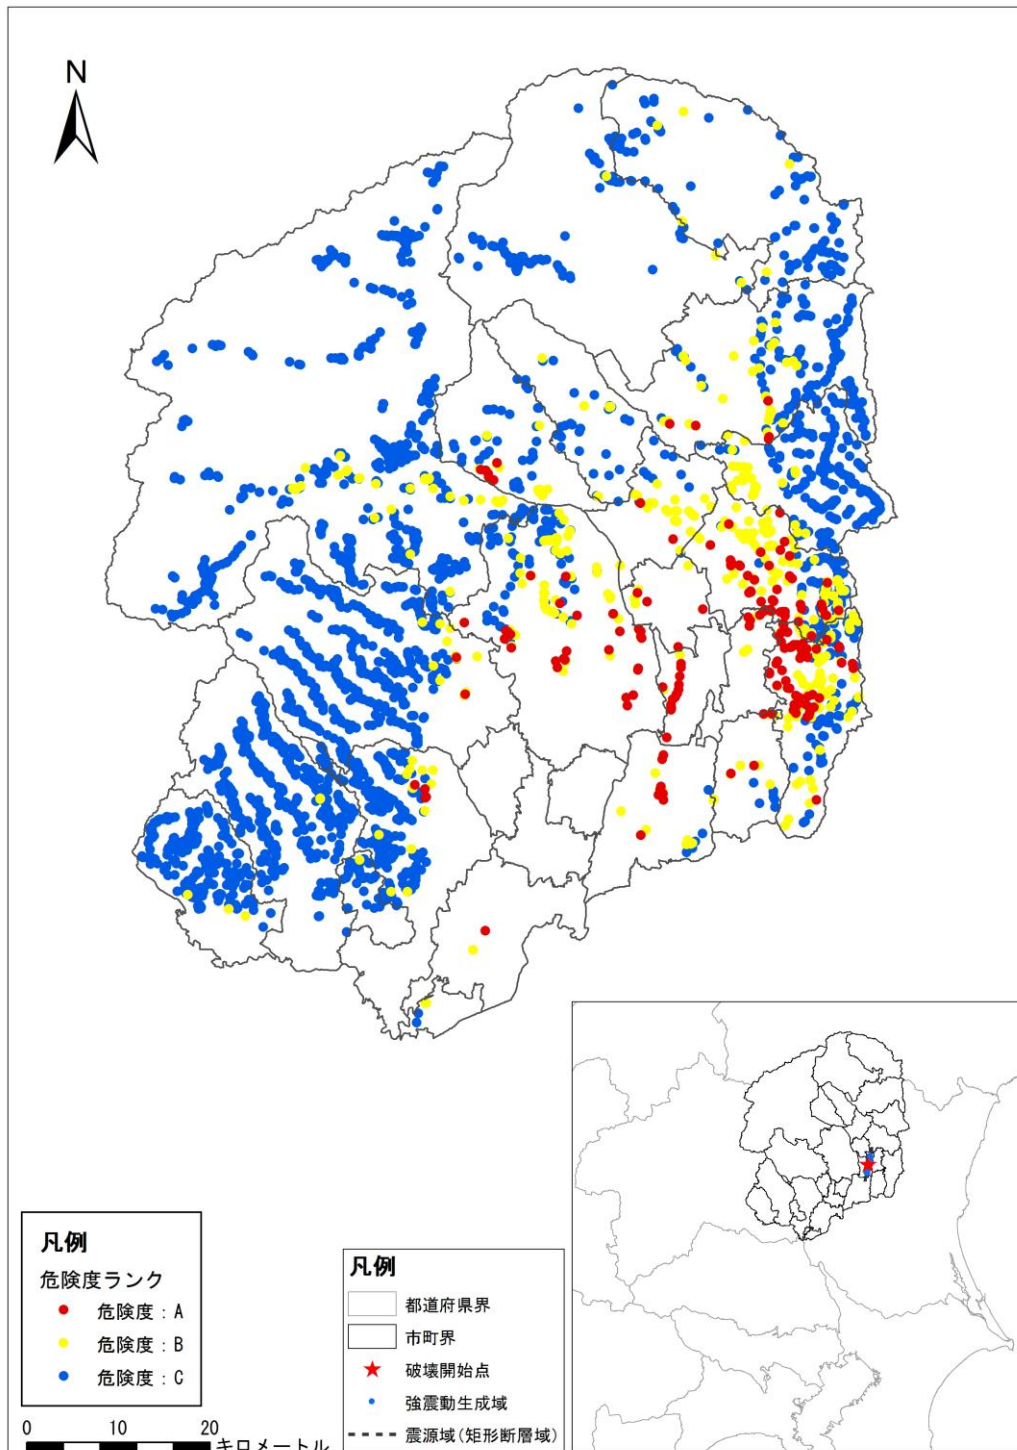 N
凡例
危険度ランク
危険度：A
危険度：B
危険度：C
0 10 20
キロメートル
凡例
都道府県界
市町界
破壊開始点
強震動生成域
震源域(矩形断層域)